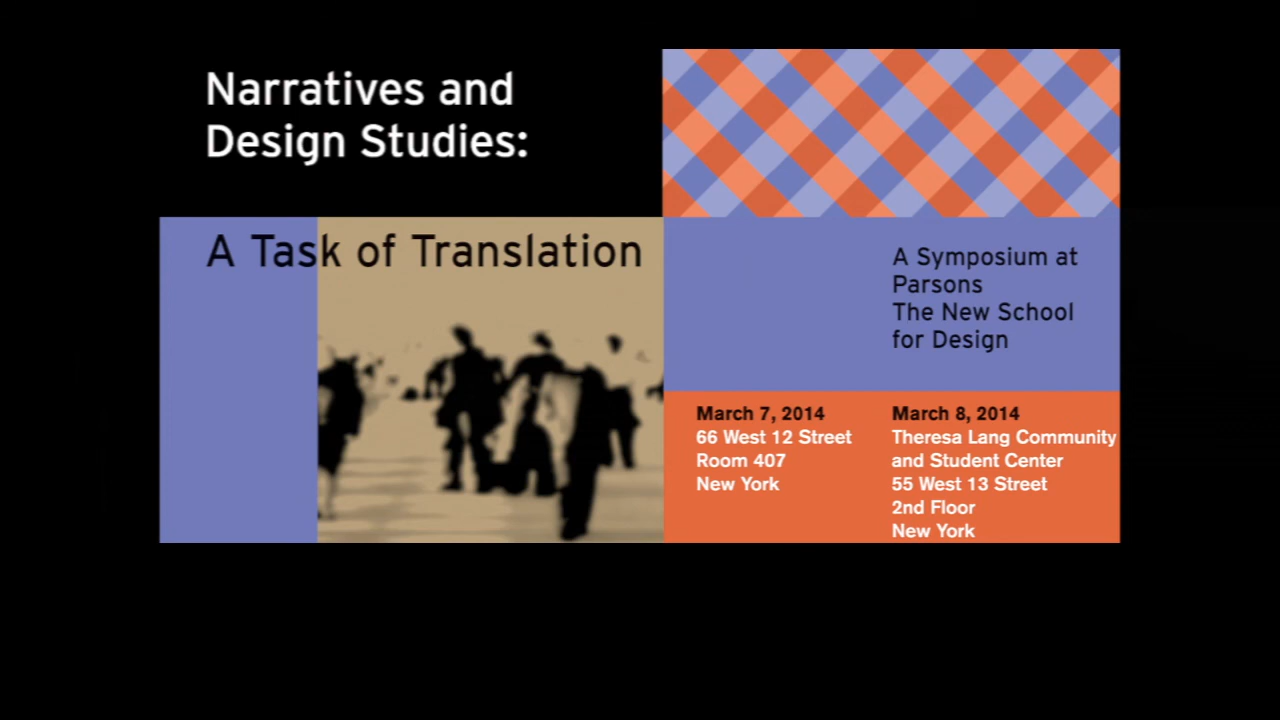 Narratives and
Design Studies:
A Task of Translation
A Symposium at
Parsons
The New School
for Design
March 7, 2014
66 West 12 Street
Room 407
New York
March 8, 2014
Theresa Lang Community
and Student Center
55 West 13 Street
2nd Floor
New York